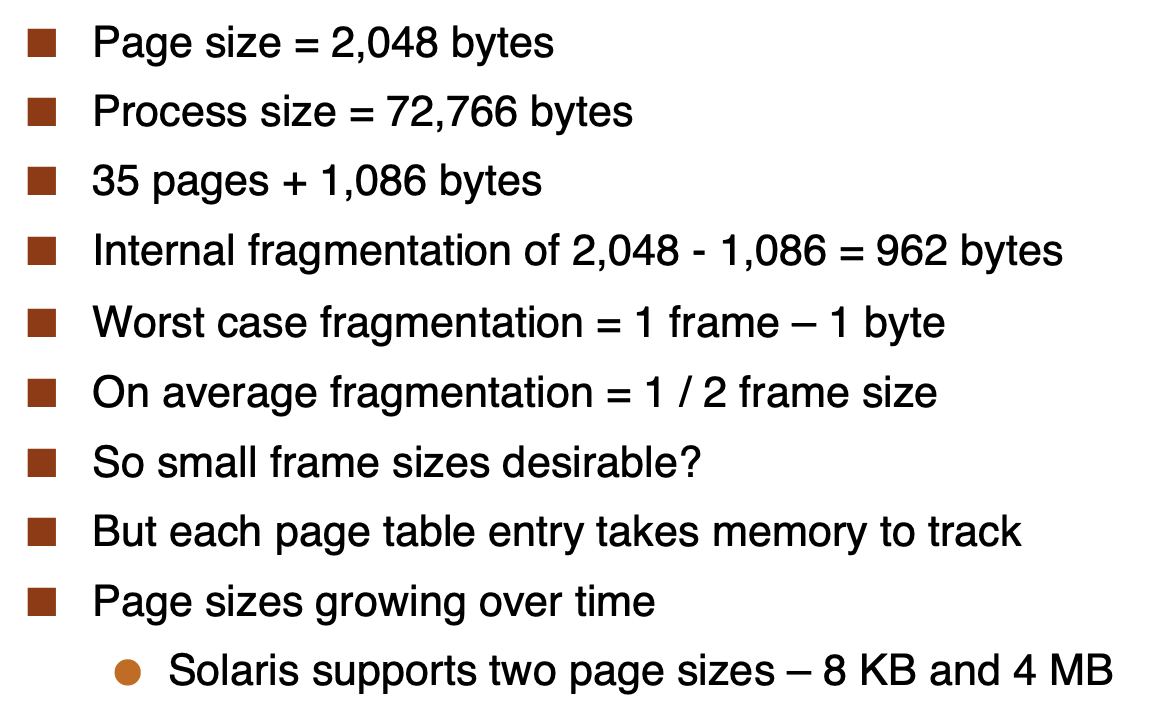 Page size = 2,048 bytes
Process size = 72,766 bytes
35 pages + 1,086 bytes
Internal fragmentation of 2,048 - 1,086 = 962 bytes
Worst case fragmentation = 1 frame – 1 byte
On average fragmentation = 1 / 2 frame size
So small frame sizes desirable?
But each page table entry takes memory to track
Page sizes growing over time
Solaris supports two page sizes – 8 KB and 4 MB